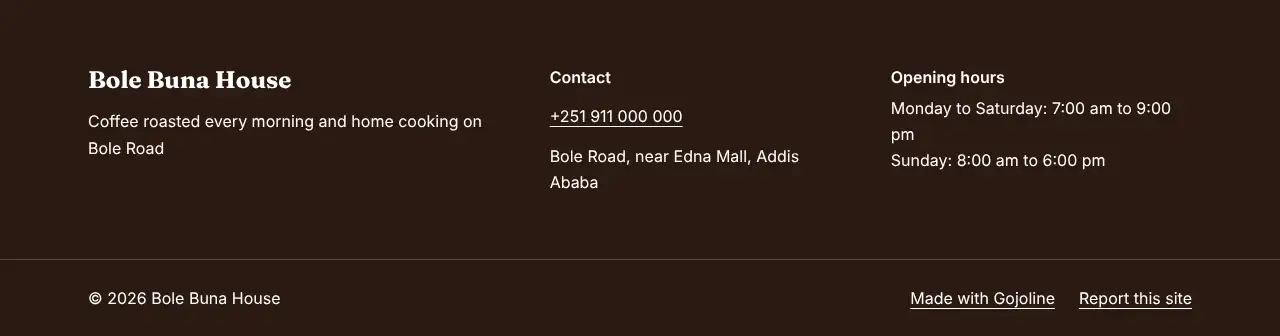 Bole Buna House
Coffee roasted every morning and home cooking on
Bole Road
Contact
+251 911 000 000
Bole Road, near Edna Mall, Addis
Ababa
Opening hours
Monday to Saturday: 7:00 am to 9:00
pm
Sunday: 8:00 am to 6:00 pm
© 2026 Bole Buna House
Made with Gojoline
Report this site